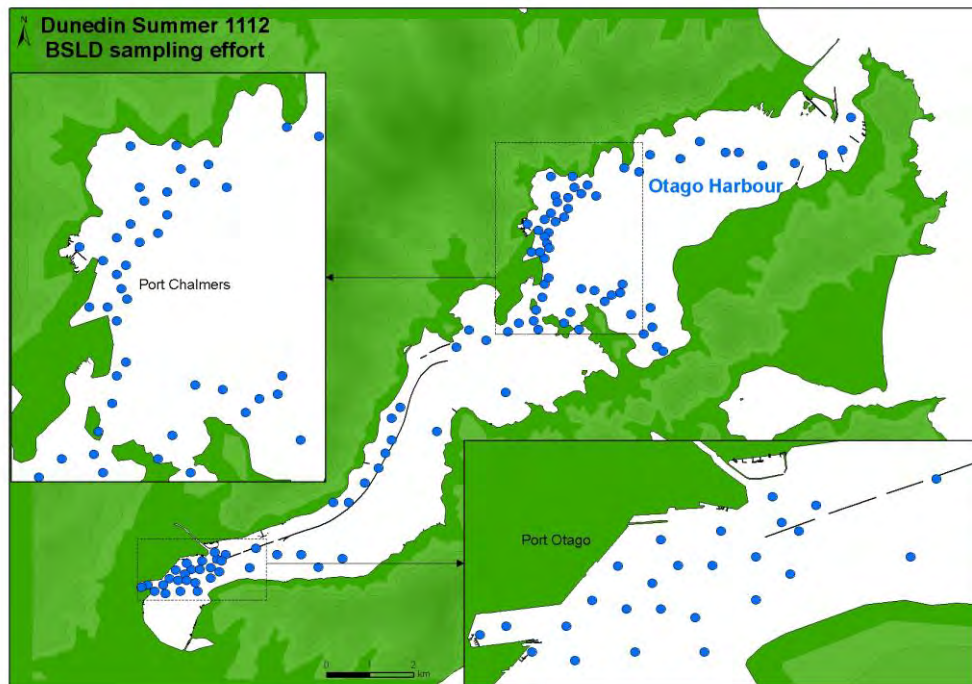 N
Dunedin Summer 1112
BSLD sampling effort
Otago Harbour
Port Chalmers
Port Otago
0 1 2
km